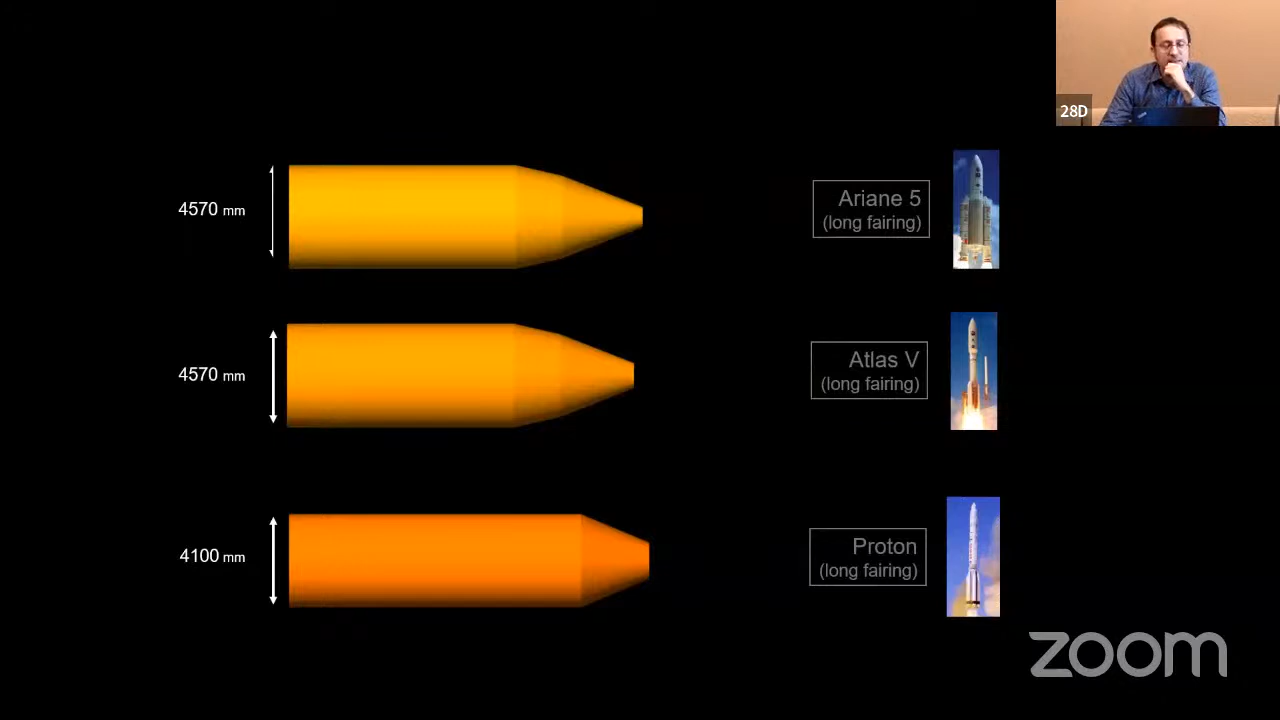 28D
4570 mm
Ariane 5
(long fairing)
4570 mm
Atlas V
(long fairing)
4100 mm
Proton
(long fairing)
zoom